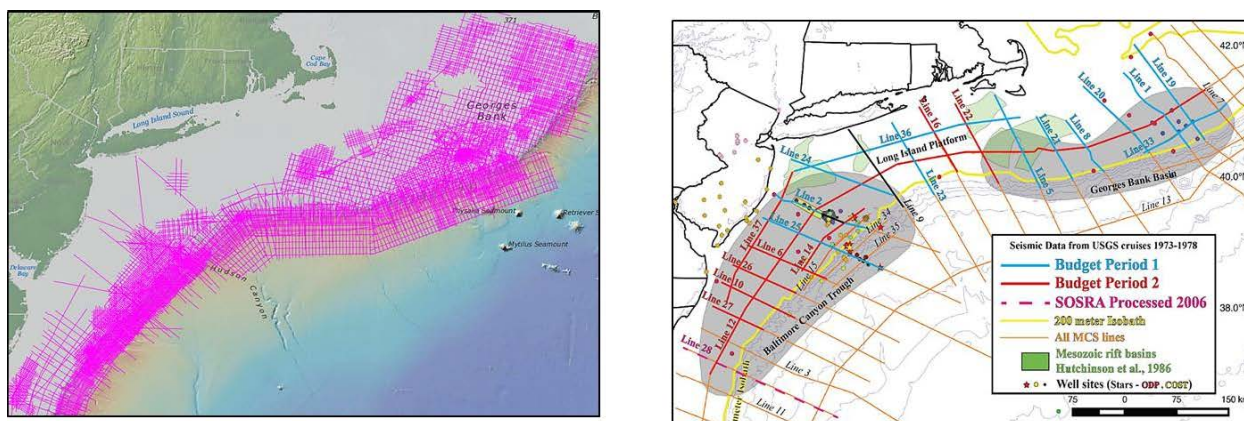 371
Cape
Cod Bay
Long Island Sound
Georges
Bank
Physalia Seamount
Retriever S
Mytilus Seamount
Delaware
Bay
Hudson Canyon
42.0°N
40.0°N
38.0°N
Line 19
Line 1
Line 7
Line 20
Line 22
Line 16
Line 36
Line 33
Line 8
Line 21
Long Island Platform
Line 24
Line 5
Line 23
Georges Bank Basin
Line 13
Line 2
Line 9
Line 25
Line 34
Line 35
Line 37
Line 6
Line 14
Line 15
Line 26
Line 10
Line 27
Baltimore Canyon Trough
Line 12
Line 28
Line 3
Line 11
meter Isobath
Seismic Data from USGS cruises 1973-1978
Budget Period 1
Budget Period 2
SOSRA Processed 2006
200 meter Isobath
All MCS lines
Mesozoic rift basins
Hutchinson et al., 1986
Well sites (Stars - ODP, COST)
75 0 75 150 km